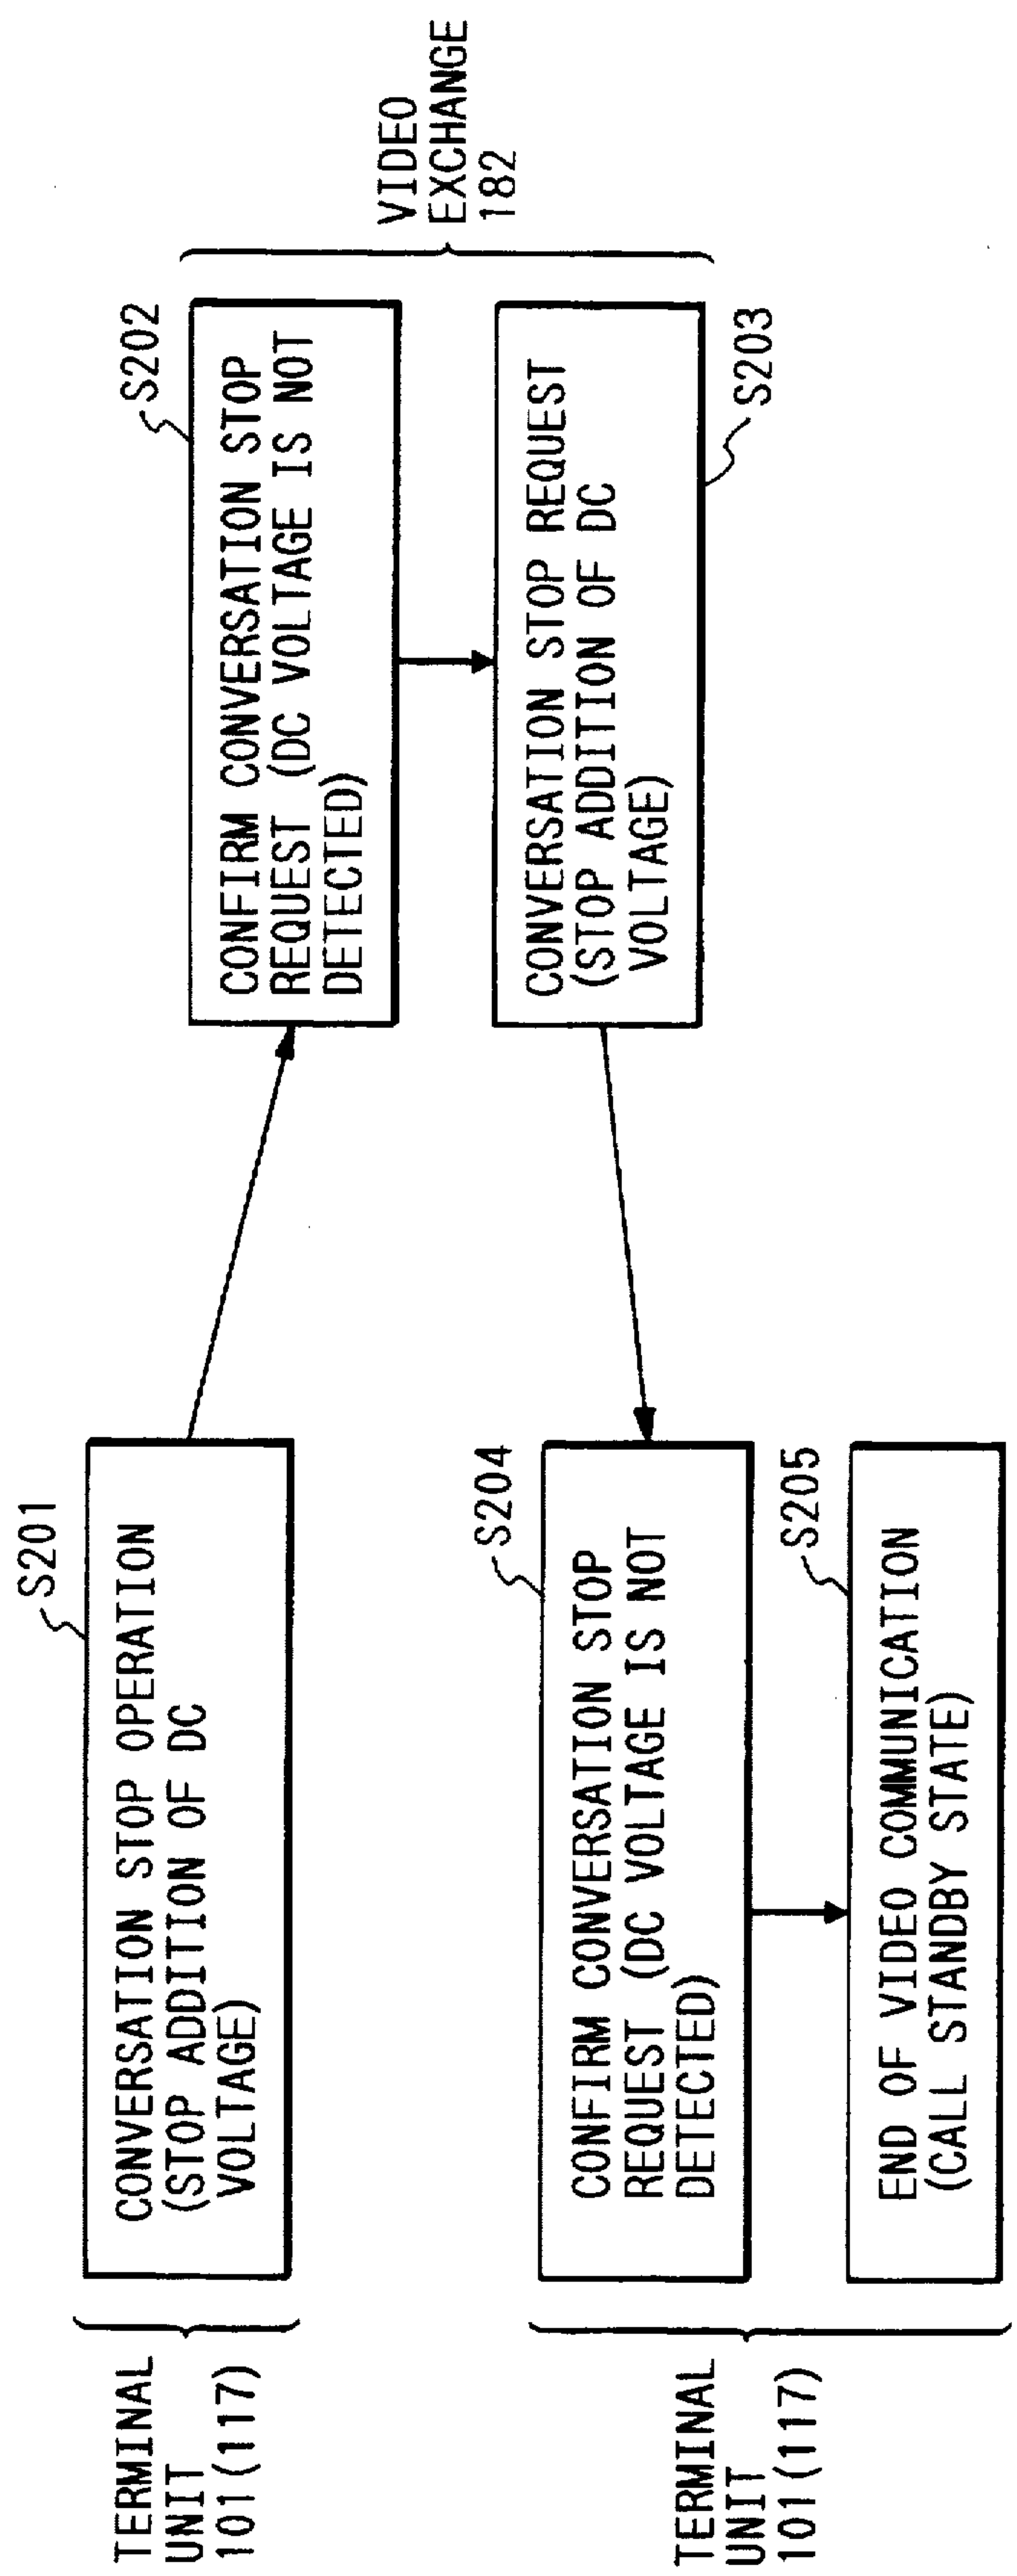 S201
TERMINAL
UNIT
101(117)
CONVERSATION STOP OPERATION
(STOP ADDITION OF DC
VOLTAGE)
S202
CONFIRM CONVERSATION STOP
REQUEST (DC VOLTAGE IS NOT
DETECTED)
CONVERSATION STOP REQUEST
(STOP ADDITION OF DC
VOLTAGE)
S203
VIDEO
EXCHANGE
182
S204
TERMINAL
UNIT
101(117)
CONFIRM CONVERSATION STOP
REQUEST (DC VOLTAGE IS NOT
DETECTED)
S205
END OF VIDEO COMMUNICATION
(CALL STANDBY STATE)